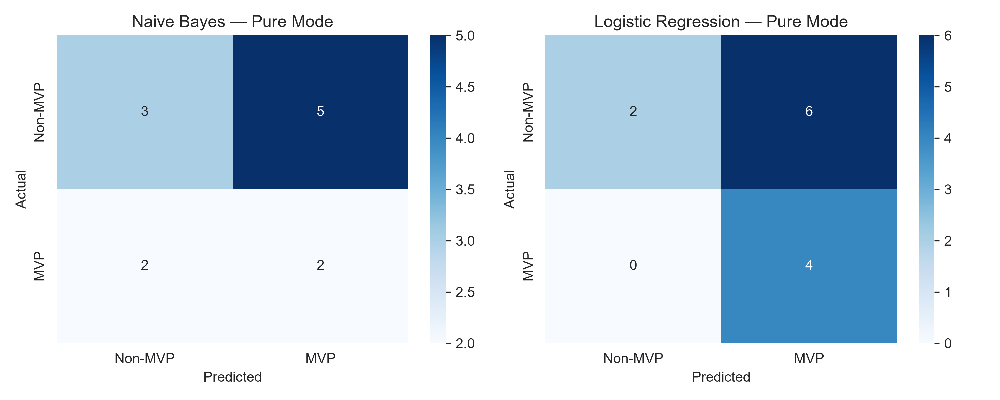 Naive Bayes — Pure Mode
Non-MVP
MVP
Actual
3
5
2
2
Non-MVP
MVP
Predicted
5.0
4.5
4.0
3.5
3.0
2.5
2.0
Logistic Regression — Pure Mode
Non-MVP
MVP
Actual
2
6
0
4
Non-MVP
MVP
Predicted
6
5
4
3
2
1
0